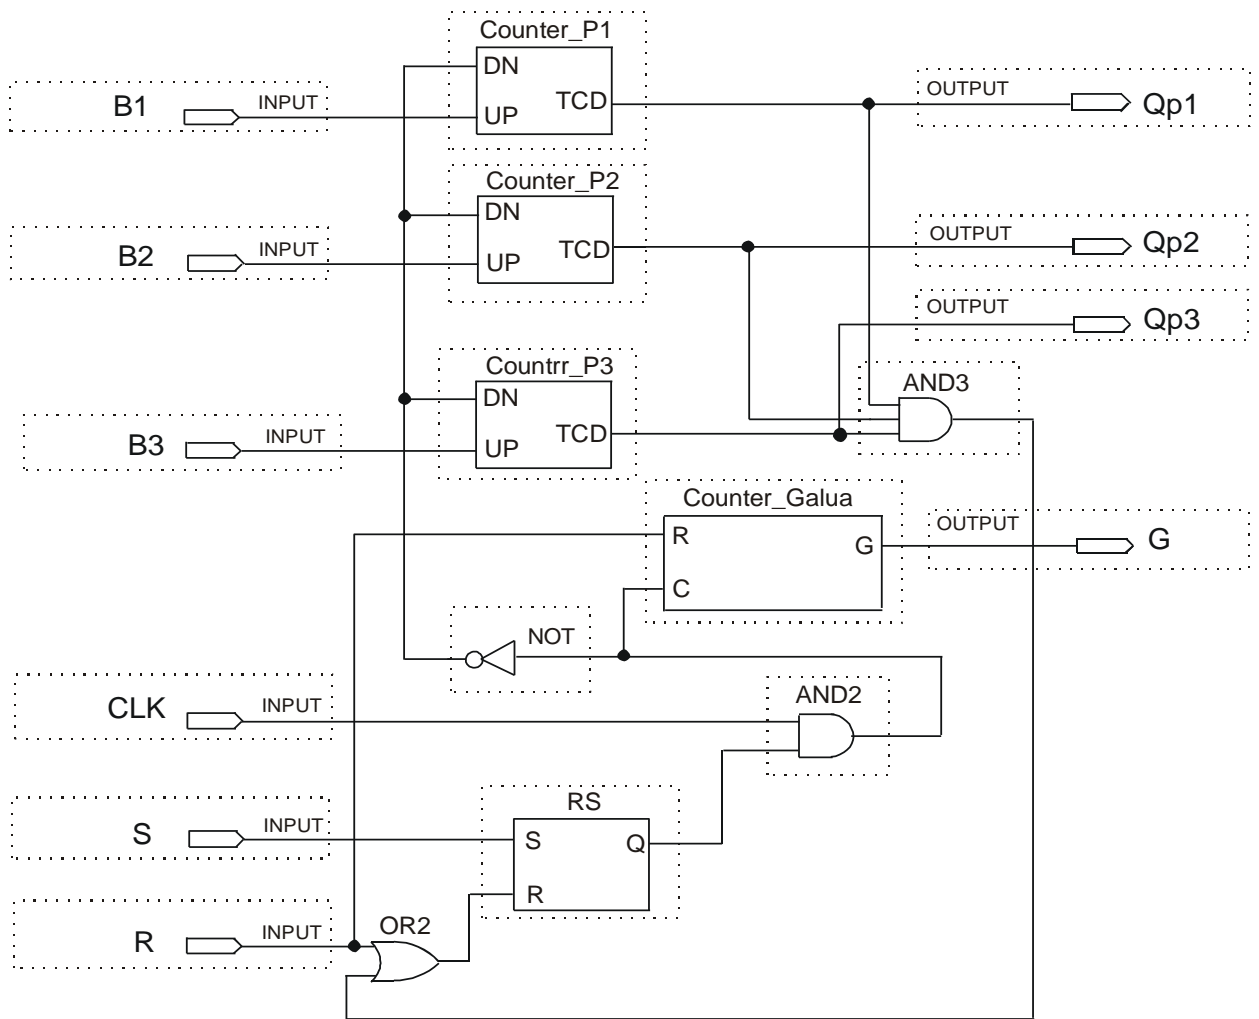 Counter_P1
DN
B1
INPUT
UP
TCD
OUTPUT
Qp1
Counter_P2
DN
B2
INPUT
UP
TCD
OUTPUT
Qp2
OUTPUT
Qp3
Countrr_P3
DN
B3
INPUT
UP
TCD
AND3
Counter_Galua
R
G
C
OUTPUT
G
NOT
CLK
INPUT
AND2
RS
S
INPUT
S
Q
R
R
INPUT
OR2